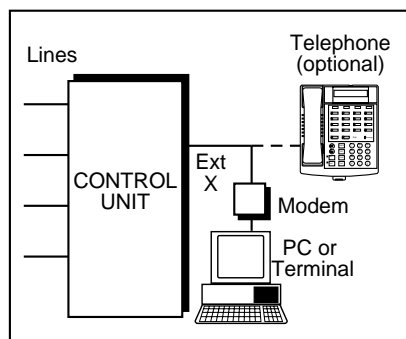 Lines
Telephone
(optional)
CONTROL
UNIT
Ext
X
Modem
PC or
Terminal